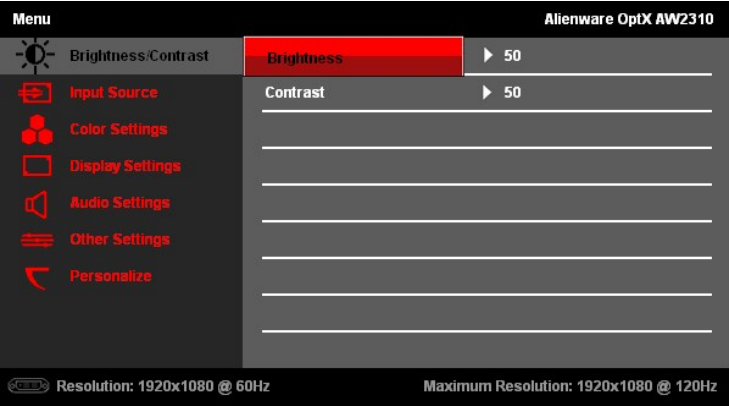 Menu Alienware OptX AW2310
Brightness/Contrast Brightness 50
Input Source Contrast 50
Color Settings
Display Settings
Audio Settings
Other Settings
Personalize
Resolution: 1920x1080 @ 60Hz Maximum Resolution: 1920x1080 @ 120Hz